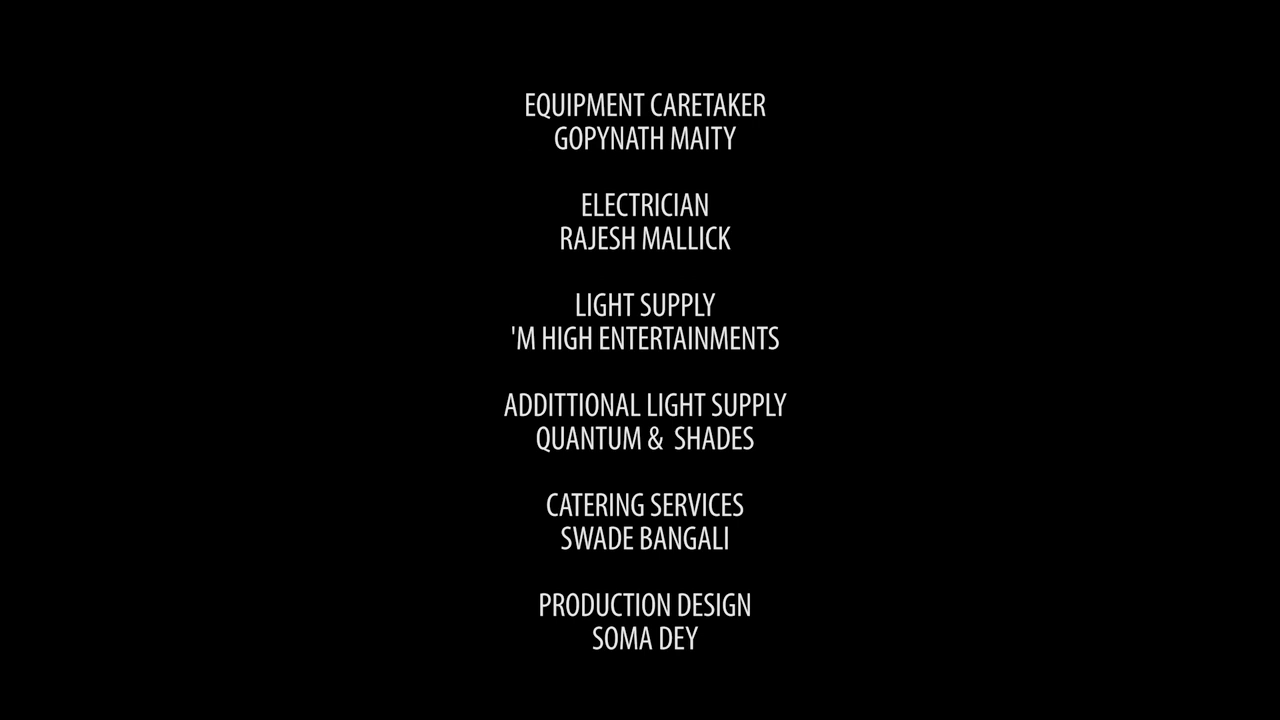 EQUIPMENT CARETAKER
GOPYNATH MAITY
ELECTRICIAN
RAJESH MALLICK
LIGHT SUPPLY
'M HIGH ENTERTAINMENTS
ADDITTIONAL LIGHT SUPPLY
QUANTUM &  SHADES
CATERING SERVICES
SWADE BANGALI
PRODUCTION DESIGN
SOMA DEY